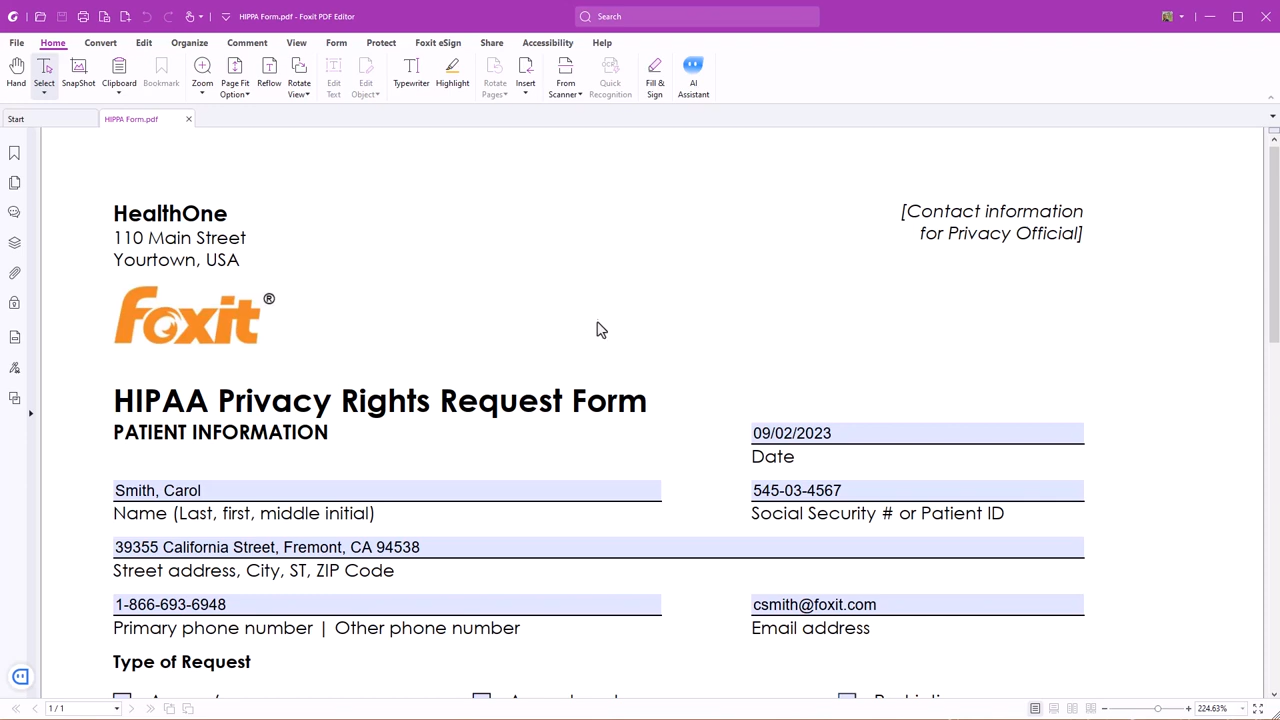 HIPPA Form.pdf - Foxit PDF Editor
Search
File Home Convert Edit Organize Comment View Form Protect Foxit eSign Share Accessibility Help
Hand Select SnapShot Clipboard Bookmark Zoom Page Fit Option Reflow Rotate View Edit Text Edit Object Typewriter Highlight Rotate Pages Insert From Scanner OCR Quick Recognition Fill & Sign AI Assistant
Start HIPPA Form.pdf
HealthOne
110 Main Street
Yourtown, USA
[Contact information
for Privacy Official]
foxit®
HIPAA Privacy Rights Request Form
PATIENT INFORMATION
09/02/2023
Date
Smith, Carol
545-03-4567
Name (Last, first, middle initial)
Social Security # or Patient ID
39355 California Street, Fremont, CA 94538
Street address, City, ST, ZIP Code
1-866-693-6948
csmith@foxit.com
Primary phone number | Other phone number
Email address
Type of Request
1 / 1
224.63%